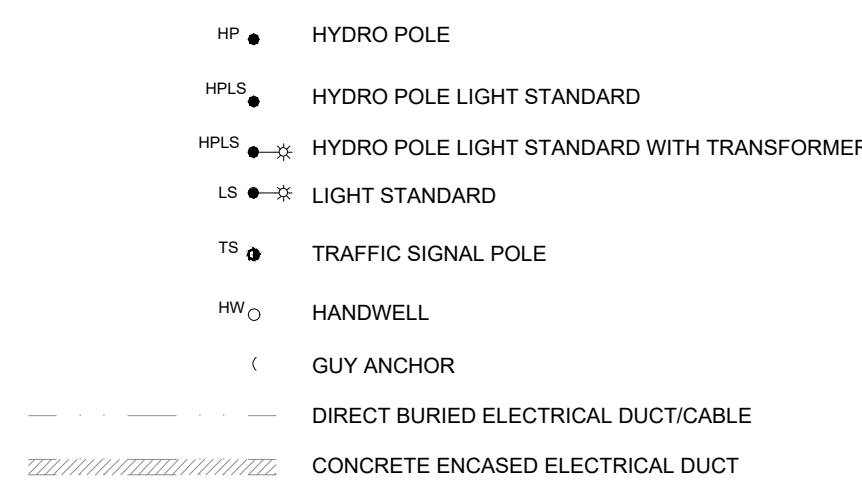 HP HYDRO POLE
HPLS HYDRO POLE LIGHT STANDARD
HPLS HYDRO POLE LIGHT STANDARD WITH TRANSFORMER
LS LIGHT STANDARD
TS TRAFFIC SIGNAL POLE
HW HANDWELL
GUY ANCHOR
DIRECT BURIED ELECTRICAL DUCT/CABLE
CONCRETE ENCASED ELECTRICAL DUCT